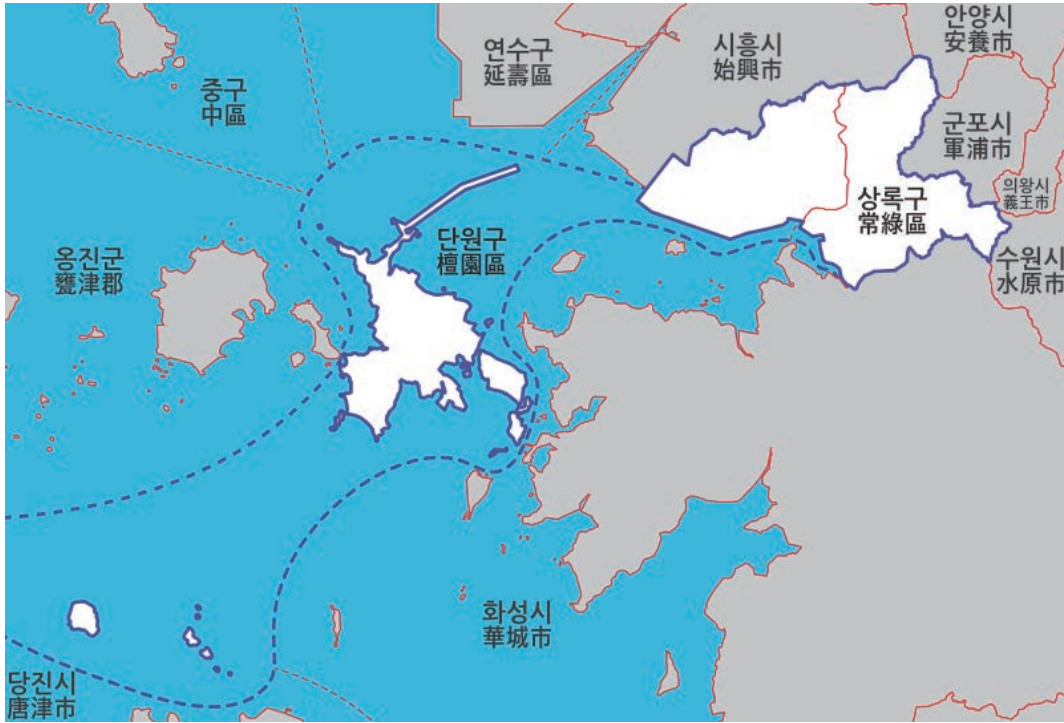 안양시
安養市
연수구
延壽區
시흥시
始興市
중구
中區
군포시
軍浦市
의왕시
義王市
상록구
常綠區
단원구
檀園區
옹진군
甕津郡
수원시
水原市
화성시
華城市
당진시
唐津市